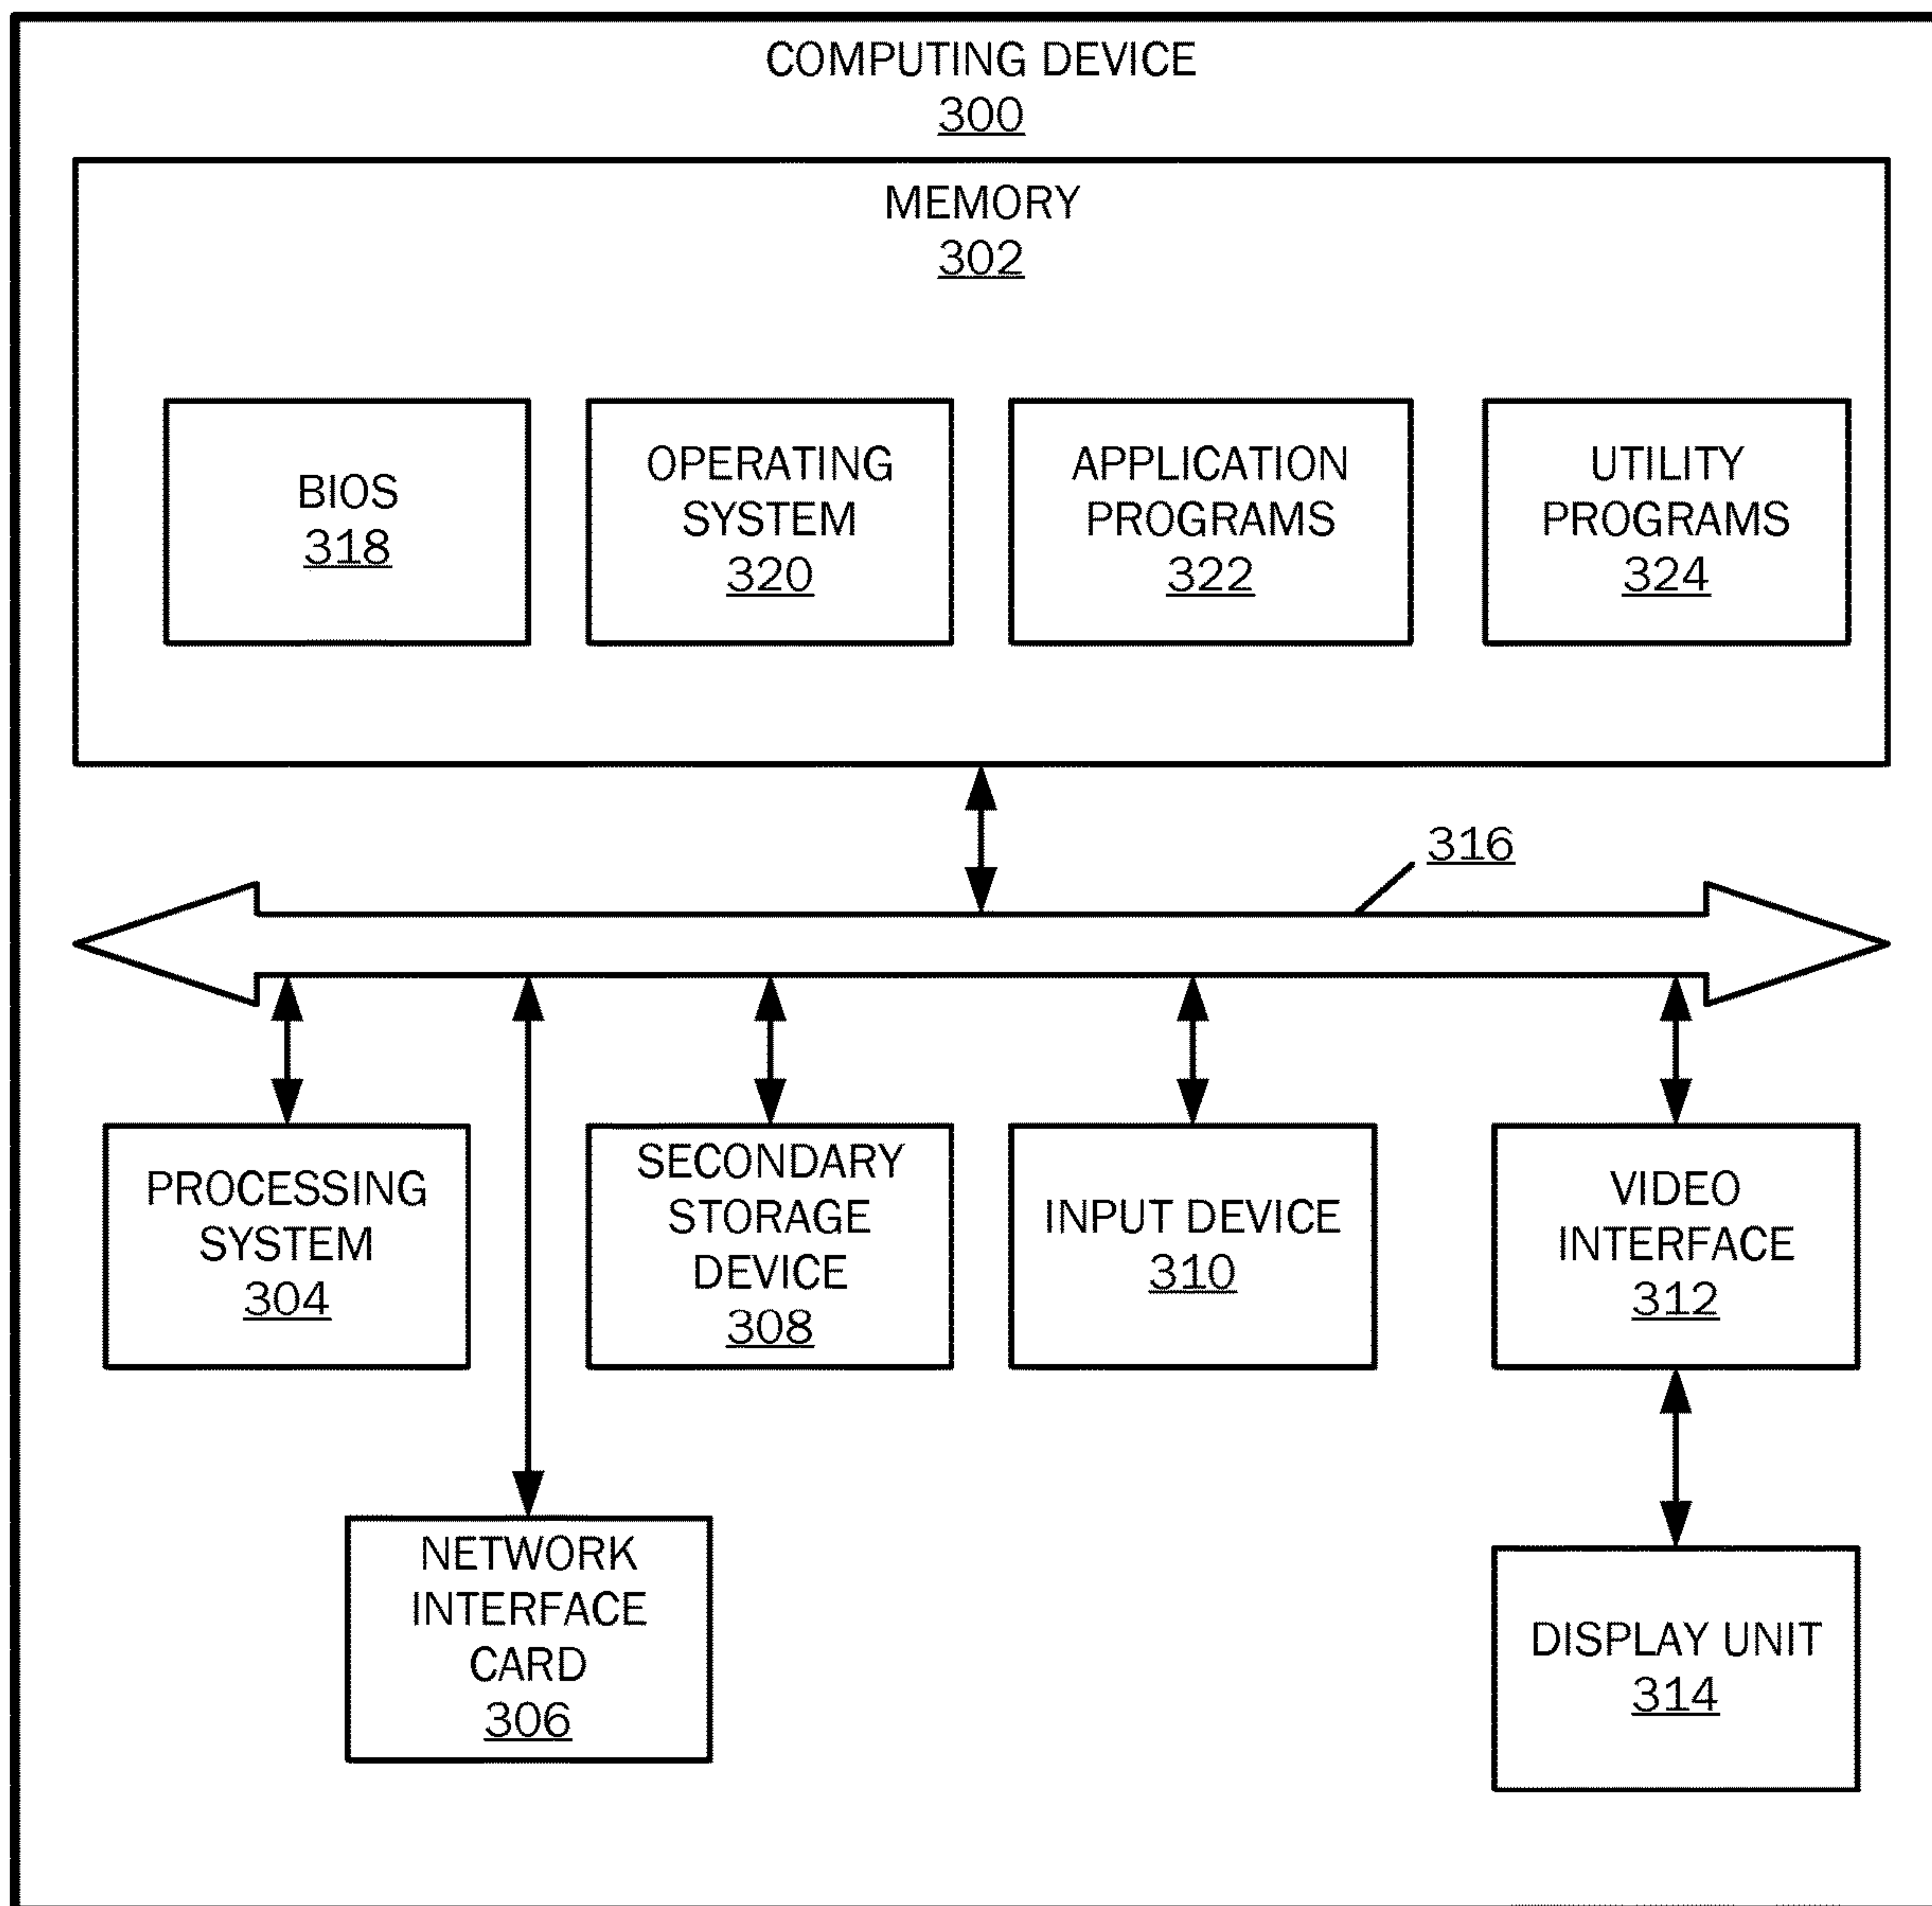 COMPUTING DEVICE
300
MEMORY
302
BIOS
318
OPERATING
SYSTEM
320
APPLICATION
PROGRAMS
322
UTILITY
PROGRAMS
324
316
PROCESSING
SYSTEM
304
SECONDARY
STORAGE
DEVICE
308
INPUT DEVICE
310
VIDEO
INTERFACE
312
NETWORK
INTERFACE
CARD
306
DISPLAY UNIT
314